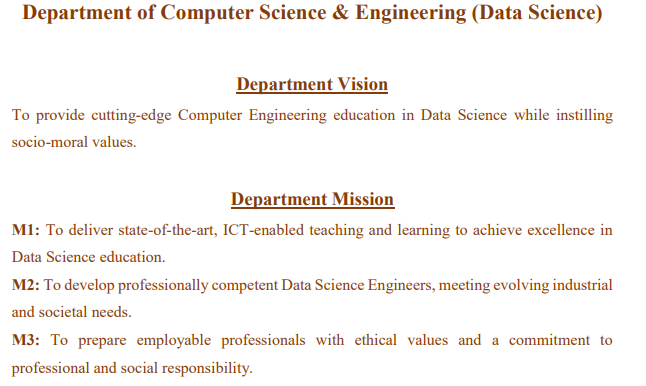 Department of Computer Science & Engineering (Data Science)
Department Vision
To provide cutting-edge Computer Engineering education in Data Science while instilling
socio-moral values.
Department Mission
M1: To deliver state-of-the-art, ICT-enabled teaching and learning to achieve excellence in
Data Science education.
M2: To develop professionally competent Data Science Engineers, meeting evolving industrial
and societal needs.
M3: To prepare employable professionals with ethical values and a commitment to
professional and social responsibility.